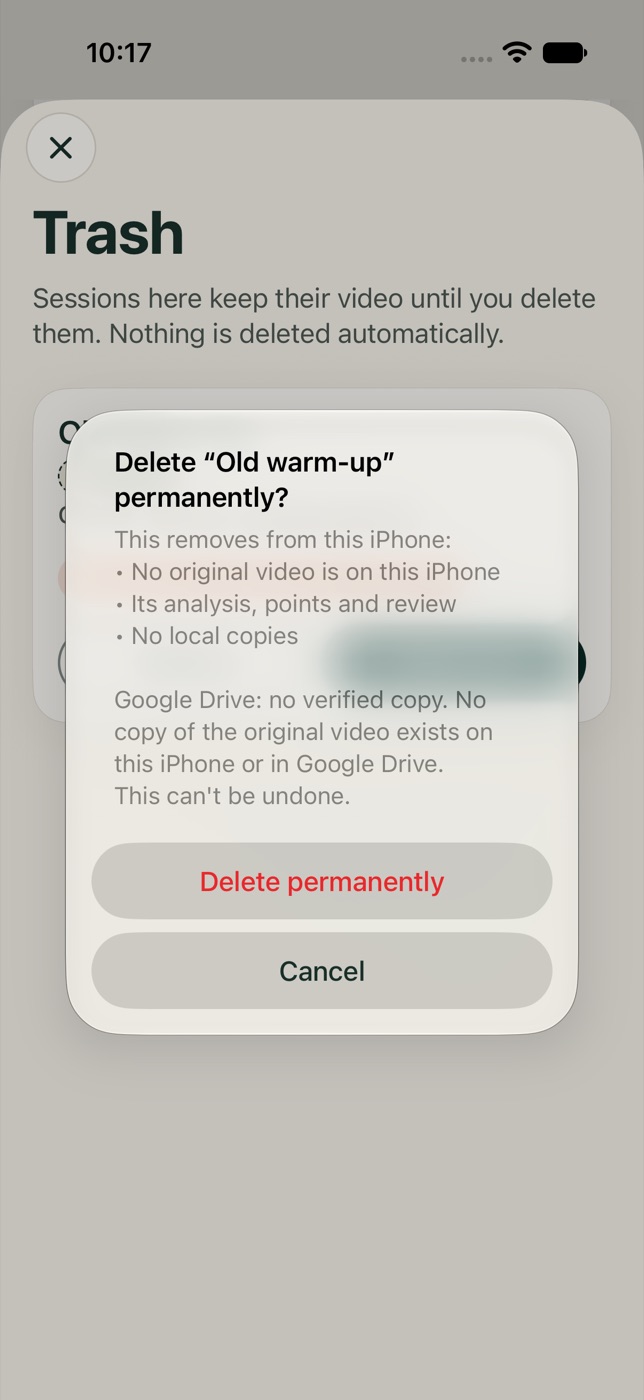 10:17
Trash
Sessions here keep their video until you delete
them. Nothing is deleted automatically.
Delete “Old warm-up”
permanently?
This removes from this iPhone:
• No original video is on this iPhone
• Its analysis, points and review
• No local copies
Google Drive: no verified copy. No
copy of the original video exists on
this iPhone or in Google Drive.
This can't be undone.
Delete permanently
Cancel